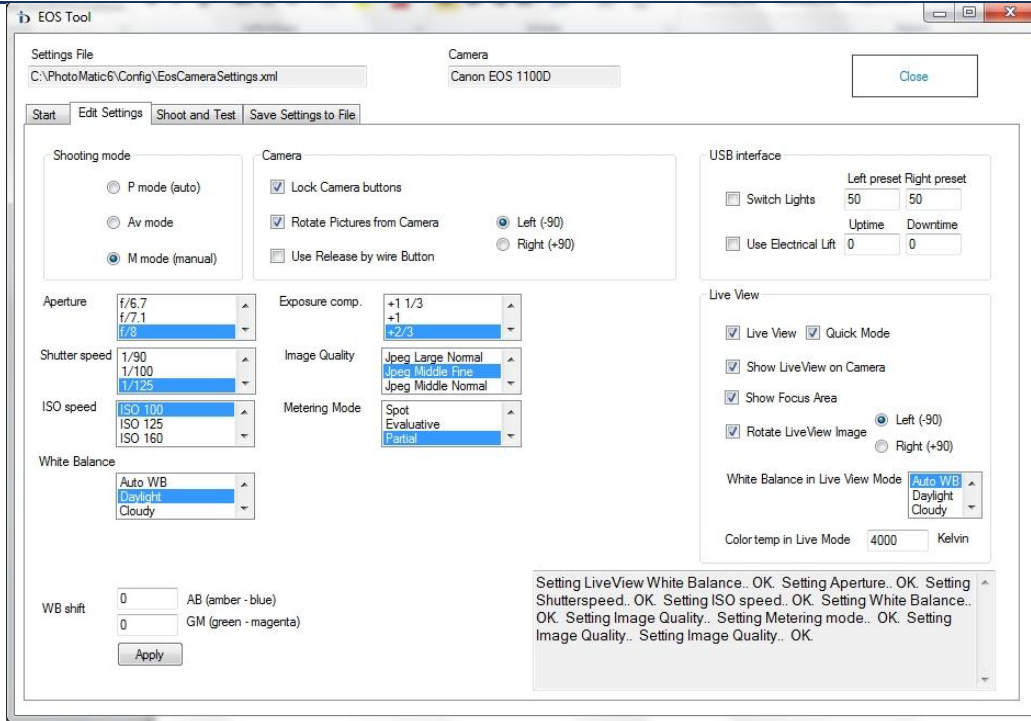 EOS Tool
Settings File
Camera
C:\PhotoMatic6\Config\EosCameraSettings.xml
Canon EOS 1100D
Close
Start
Edit Settings
Shoot and Test
Save Settings to File
Shooting mode
P mode (auto)
Av mode
M mode (manual)
Camera
Lock Camera buttons
Rotate Pictures from Camera
Left (-90)
Right (+90)
Use Release by wire Button
USB interface
Left preset Right preset
Switch Lights
50
50
Uptime
Downtime
Use Electrical Lift
0
0
Aperture
f/6.7
f/7.1
f/8
Exposure comp.
+1 1/3
+1
+2/3
Shutter speed
1/90
1/100
1/125
Image Quality
Jpeg Large Normal
Jpeg Middle Fine
Jpeg Middle Normal
ISO speed
ISO 100
ISO 125
ISO 160
Metering Mode
Spot
Evaluative
Partial
White Balance
Auto WB
Daylight
Cloudy
Live View
Live View
Quick Mode
Show LiveView on Camera
Show Focus Area
Rotate LiveView Image
Left (-90)
Right (+90)
White Balance in Live View Mode
Auto WB
Daylight
Cloudy
Color temp in Live Mode
4000
Kelvin
WB shift
0
AB (amber - blue)
0
GM (green - magenta)
Apply
Setting LiveView White Balance.. OK. Setting Aperture.. OK. Setting
Shutterspeed.. OK. Setting ISO speed.. OK. Setting White Balance..
OK. Setting Image Quality.. Setting Metering mode.. OK. Setting
Image Quality.. Setting Image Quality.. OK.